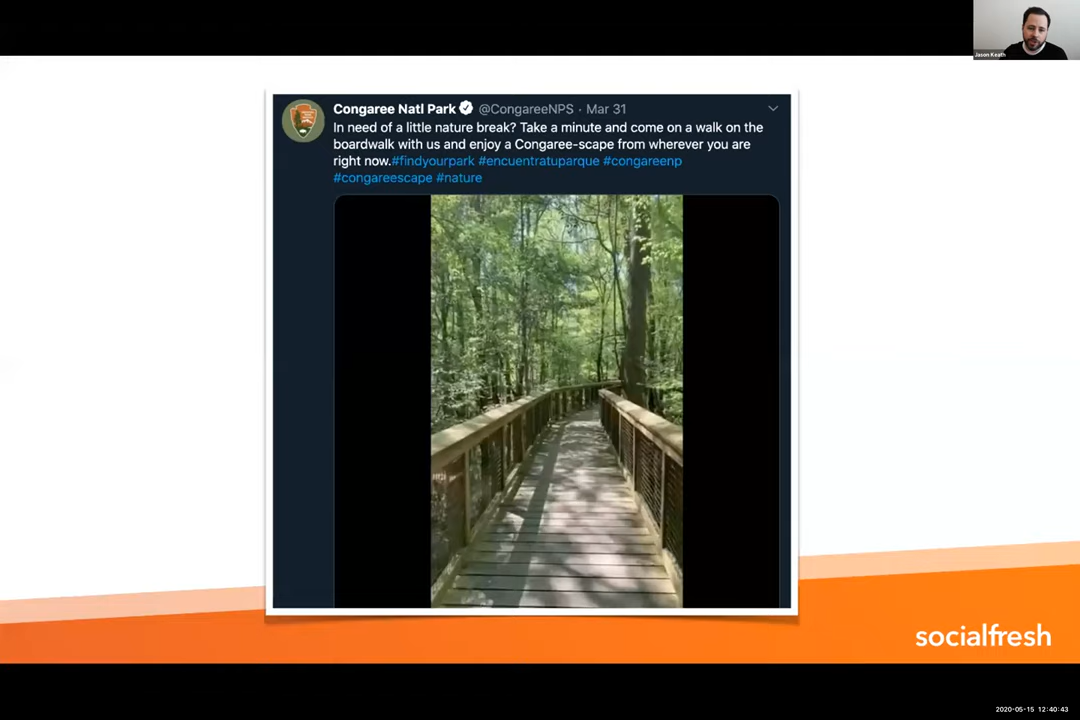 Jason Keath
Congaree Natl Park @CongareeNPS · Mar 31
In need of a little nature break? Take a minute and come on a walk on the
boardwalk with us and enjoy a Congaree-scape from wherever you are
right now.#findyourpark #encuentratuparque #congareenp
#congareescape #nature
socialfresh
2020-05-15 12:40:43